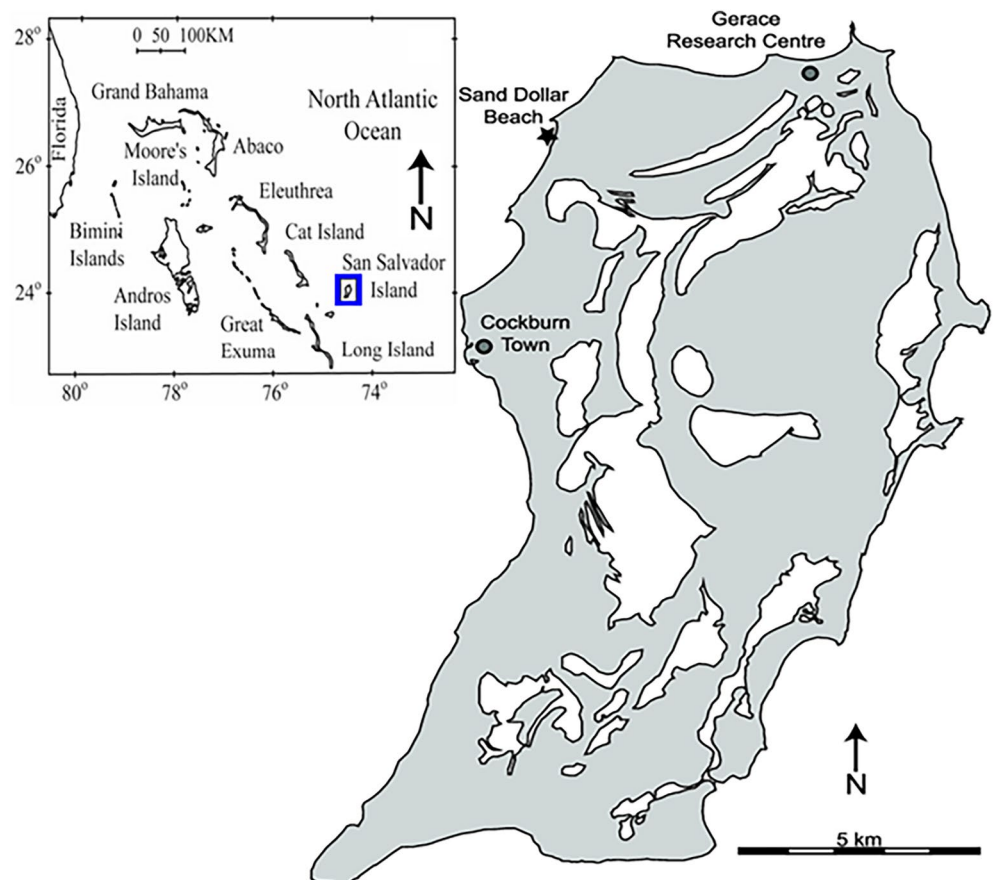 28°
0 50 100KM
Grand Bahama
North Atlantic
Ocean
Florida
Moore's
Island
Abaco
26°
Eleuthrea
N
Bimini
Islands
Cat Island
San Salvador
Island
24°
Andros
Island
Great
Exuma
Long Island
80°
78°
76°
74°
Gerace
Research Centre
Sand Dollar
Beach
Cockburn
Town
N
5 km